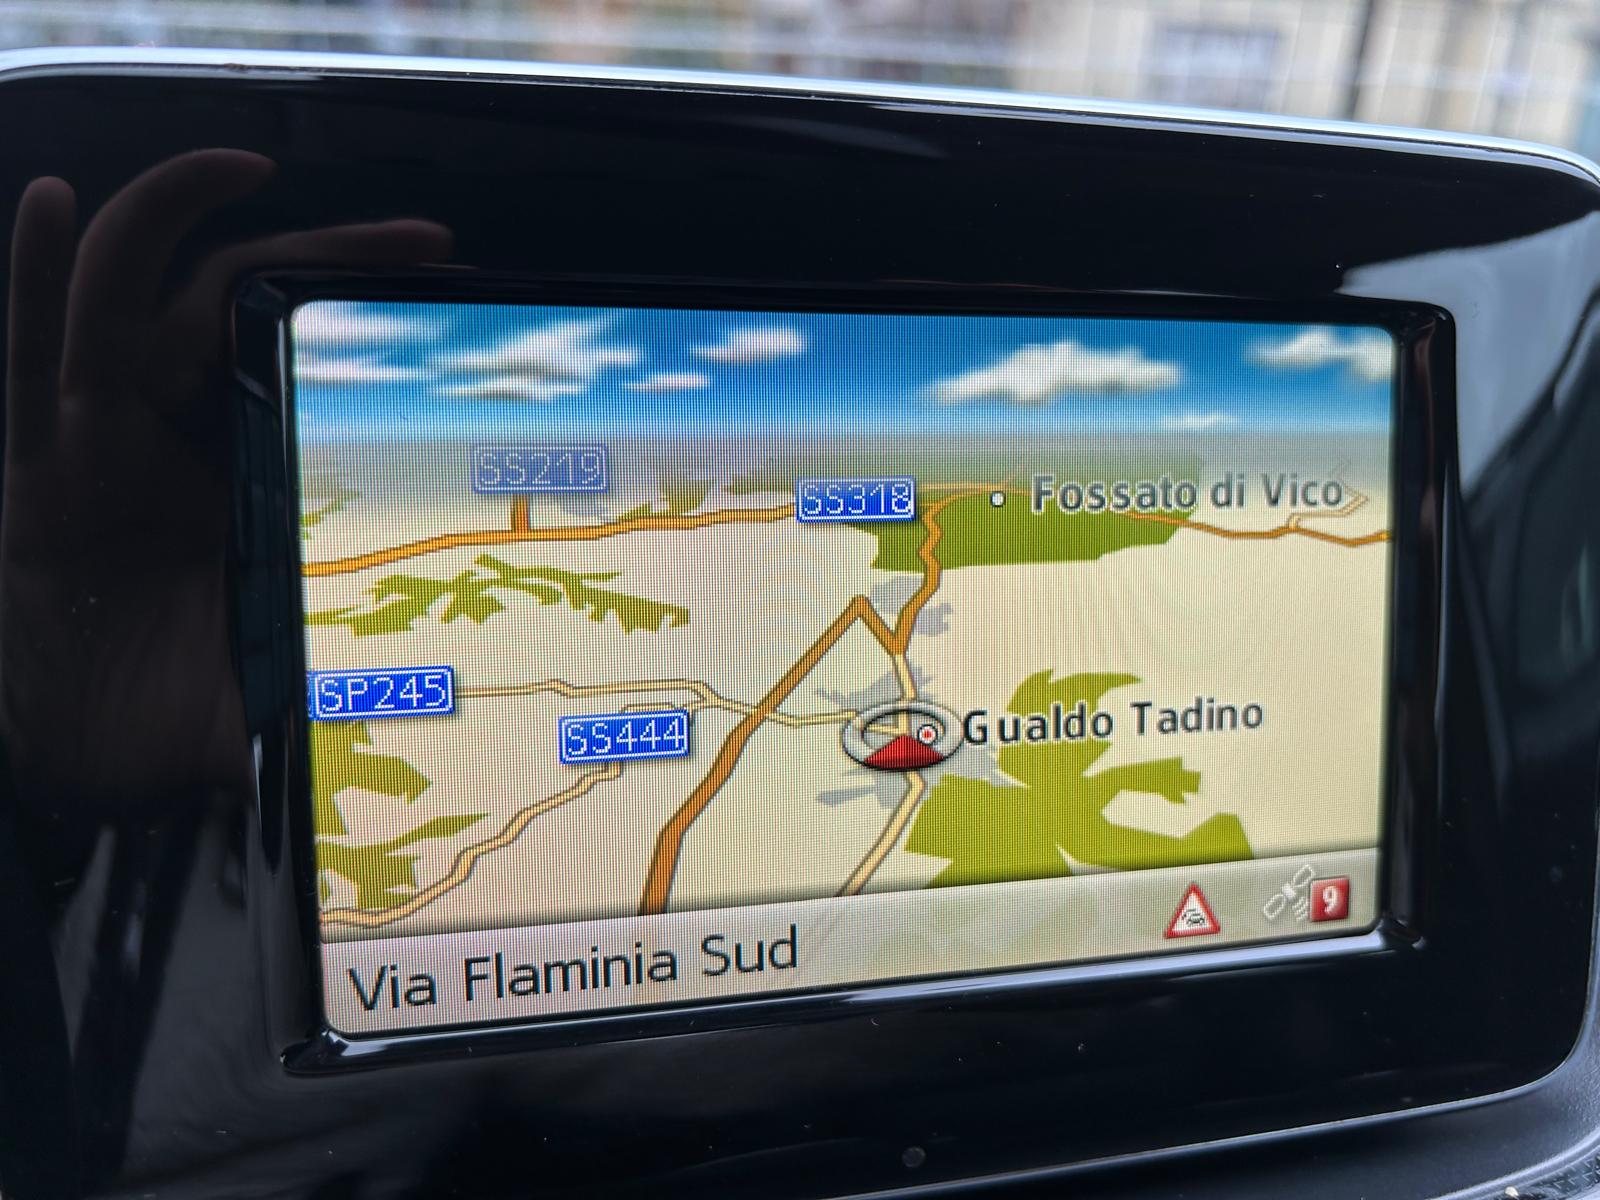 SS219
SS318
Fossato di Vico
SP245
SS444
Gualdo Tadino
Via Flaminia Sud
9